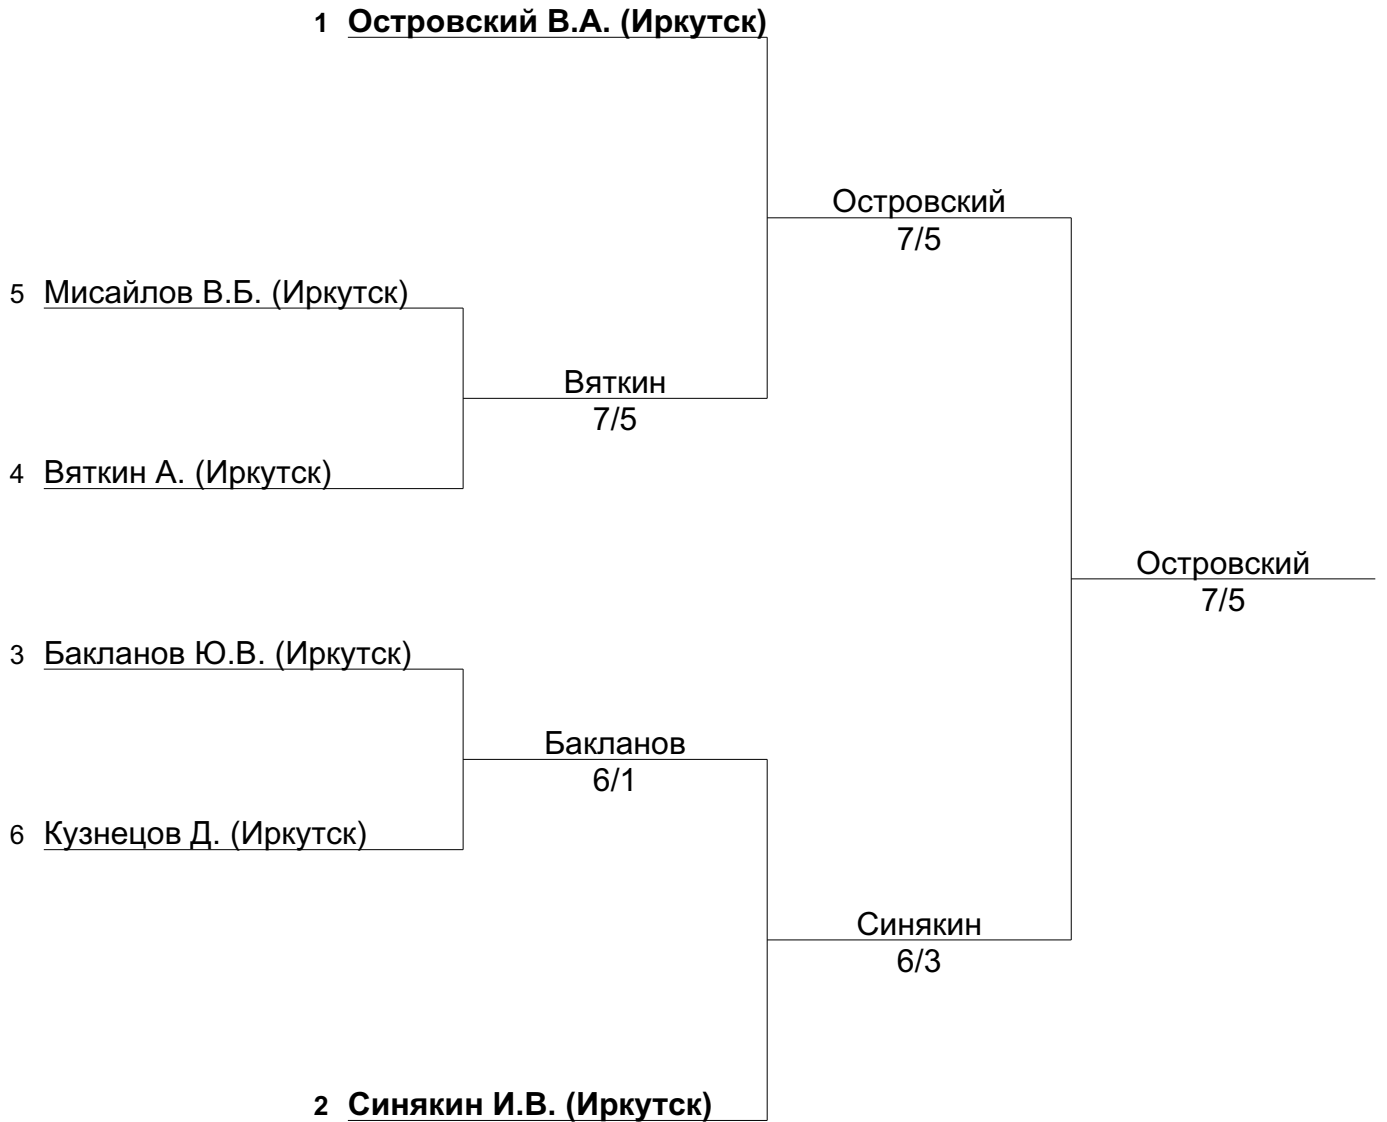 1 Островский В.А. (Иркутск)
Островский
7/5
5 Мисайлов В.Б. (Иркутск)
Вяткин
7/5
4 Вяткин А. (Иркутск)
Островский
7/5
3 Бакланов Ю.В. (Иркутск)
Бакланов
6/1
6 Кузнецов Д. (Иркутск)
Синякин
6/3
2 Синякин И.В. (Иркутск)